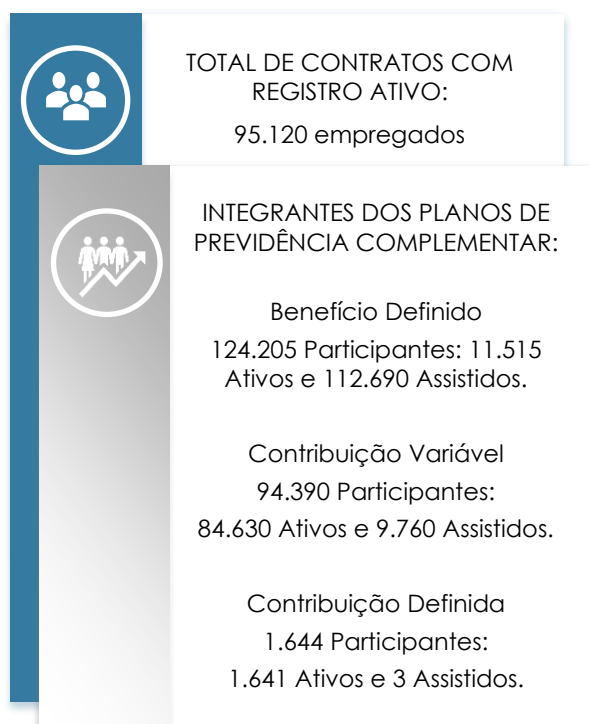 TOTAL DE CONTRATOS COM
REGISTRO ATIVO:
95.120 empregados
INTEGRANTES DOS PLANOS DE
PREVIDÊNCIA COMPLEMENTAR:
Benefício Definido
124.205 Participantes: 11.515
Ativos e 112.690 Assistidos.
Contribuição Variável
94.390 Participantes:
84.630 Ativos e 9.760 Assistidos.
Contribuição Definida
1.644 Participantes:
1.641 Ativos e 3 Assistidos.